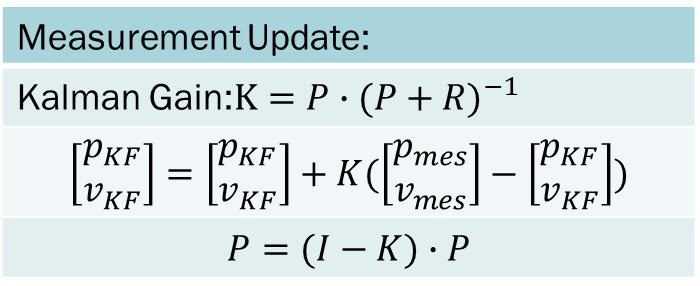 Measurement Update:
Kalman Gain:K = P · (P + R)⁻¹
[p_KF v_KF] = [p_KF v_KF] + K([p_mes v_mes] − [p_KF v_KF])
P = (I − K) · P